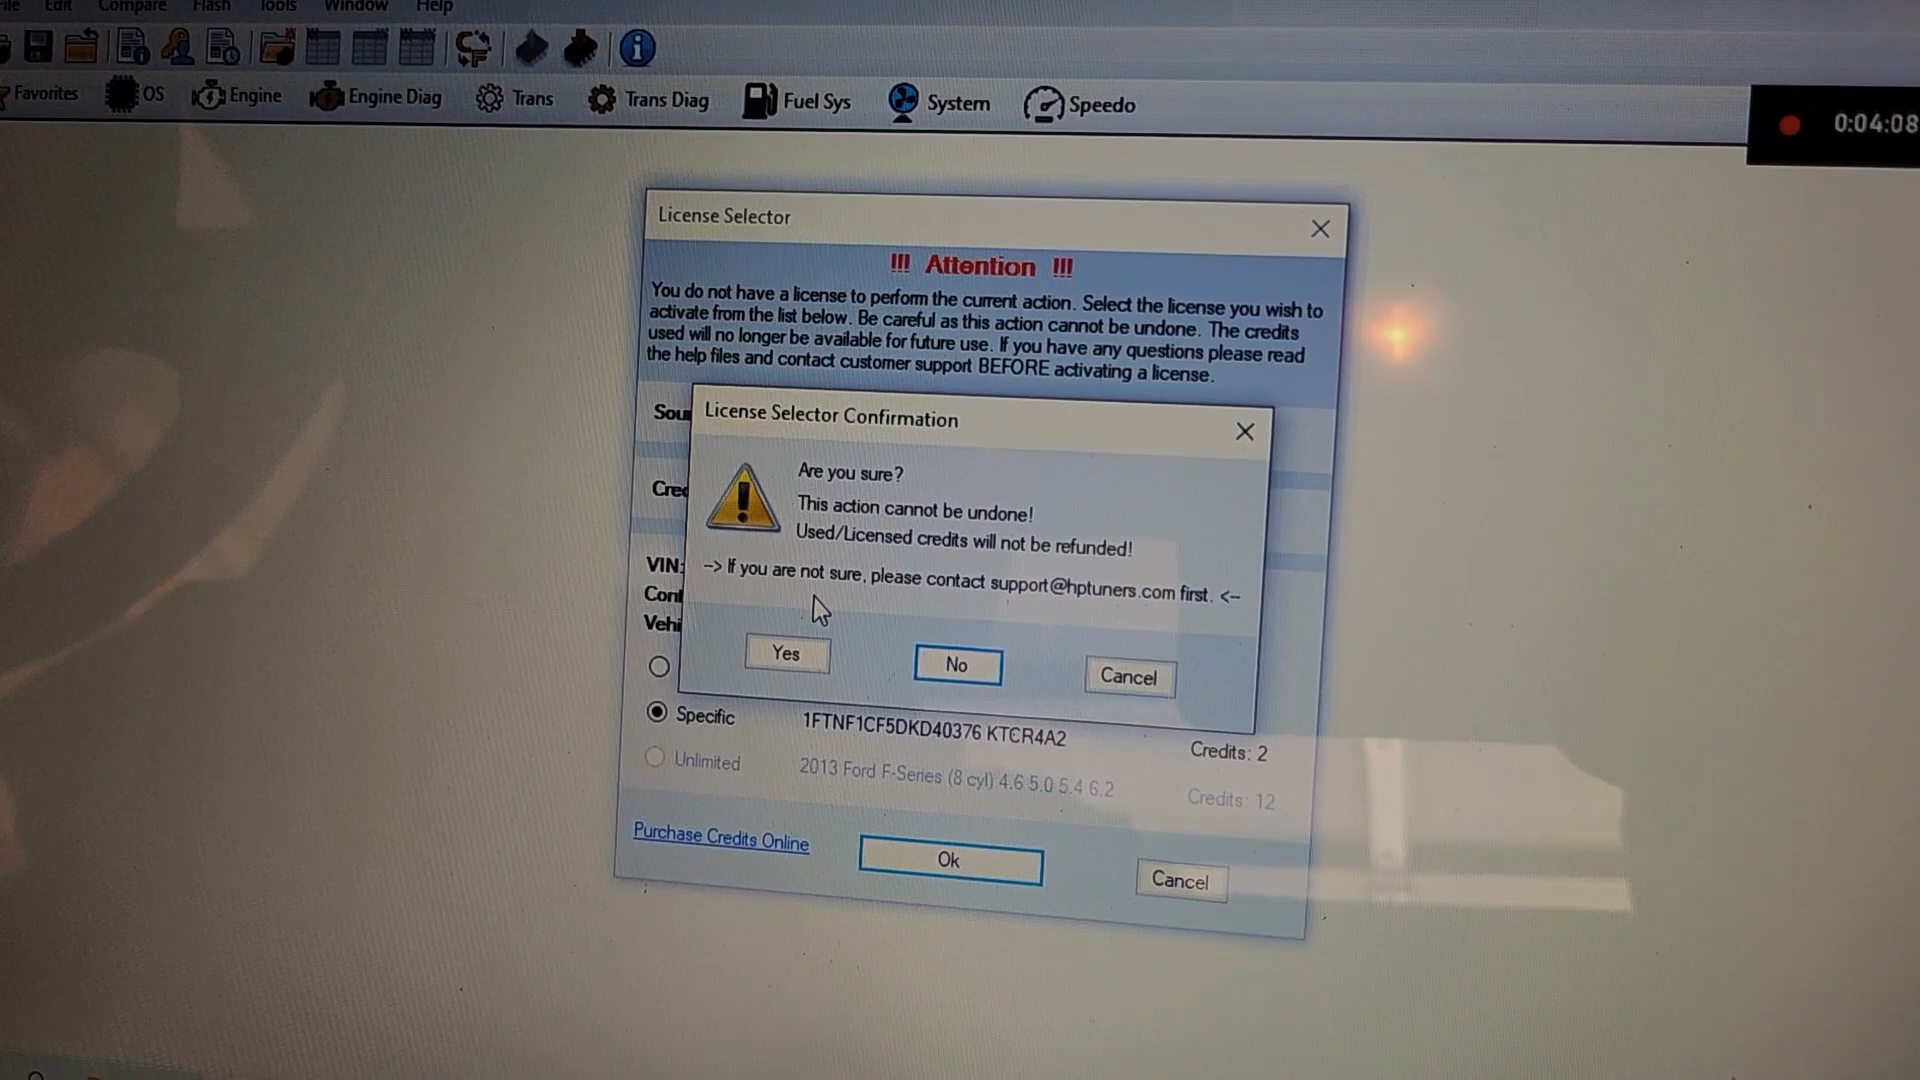 File Edit Compare Flash Tools Window Help
Favorites OS Engine Engine Diag Trans Trans Diag Fuel Sys System Speedo
0:04:08
License Selector
!!! Attention !!!
You do not have a license to perform the current action. Select the license you wish to
activate from the list below. Be careful as this action cannot be undone. The credits
used will no longer be available for future use. If you have any questions please read
the help files and contact customer support BEFORE activating a license.
License Selector Confirmation
Are you sure?
This action cannot be undone!
Used/Licensed credits will not be refunded!
--> If you are not sure, please contact support@hptuners.com first. <--
Yes No Cancel
VIN:
Specific 1FTNF1CF5DKD40376 KTCR4A2 Credits: 2
Unlimited 2013 Ford F-Series (8 cyl) 4.6 5.0 5.4 6.2 Credits: 12
Purchase Credits Online Ok Cancel